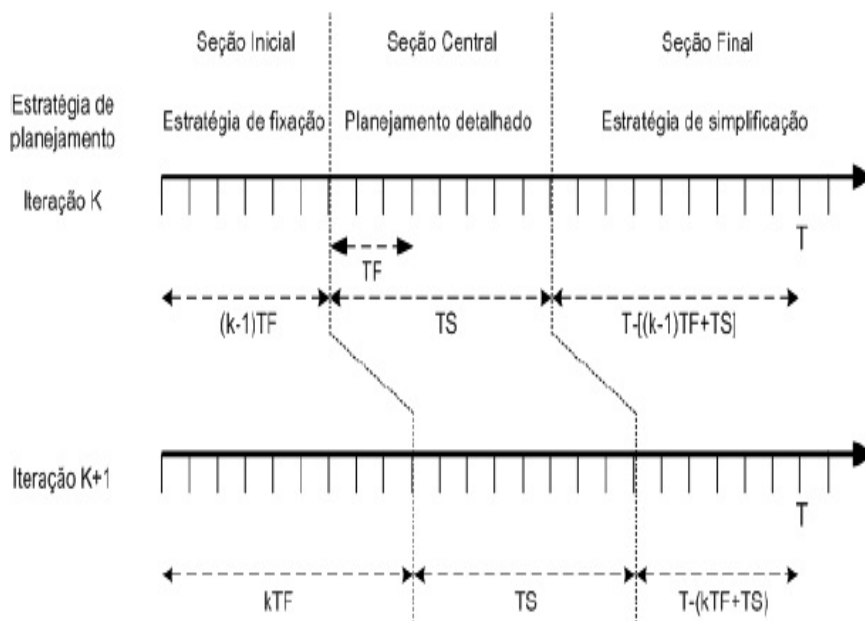 Seção Inicial
Seção Central
Seção Final
Estratégia de
planejamento
Estratégia de fixação
Planejamento detalhado
Estratégia de simplificação
Iteração K
T
TF
(k-1)TF
TS
T-[(k-1)TF+TS]
Iteração K+1
T
kTF
TS
T-(kTF+TS)